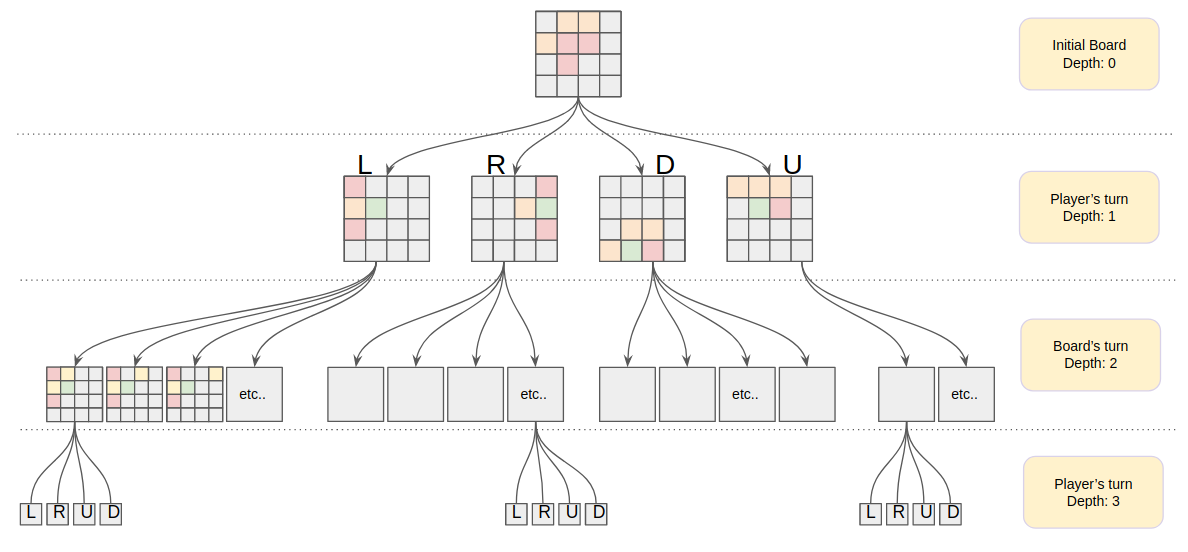 Initial Board
Depth: 0
L
R
D
U
Player's turn
Depth: 1
etc..
etc..
etc..
etc..
Board's turn
Depth: 2
L R U D
L R U D
L R U D
Player's turn
Depth: 3